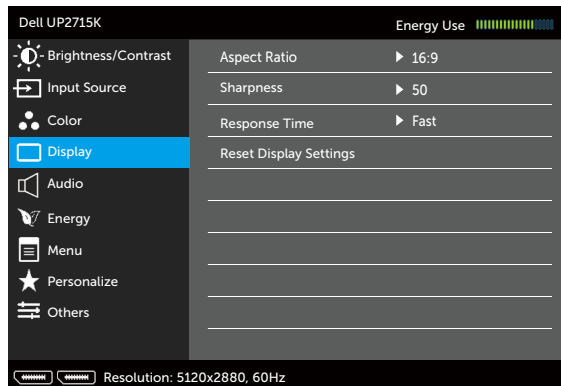 Dell UP2715K Energy Use
Brightness/Contrast Aspect Ratio 16:9
Input Source Sharpness 50
Color Response Time Fast
Display Reset Display Settings
Audio
Energy
Menu
Personalize
Others
Resolution: 5120x2880, 60Hz